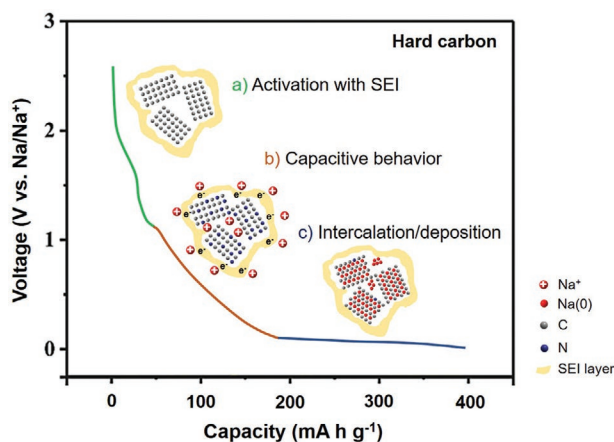 Hard carbon
a) Activation with SEI
b) Capacitive behavior
c) Intercalation/deposition
Voltage (V vs. Na/Na⁺)
3
2
1
0
0
100
200
300
400
Capacity (mA h g⁻¹)
e⁻
e⁻
e⁻
e⁻
e⁻
e⁻
e⁻
e⁻
Na⁺
Na(0)
C
N
SEI layer